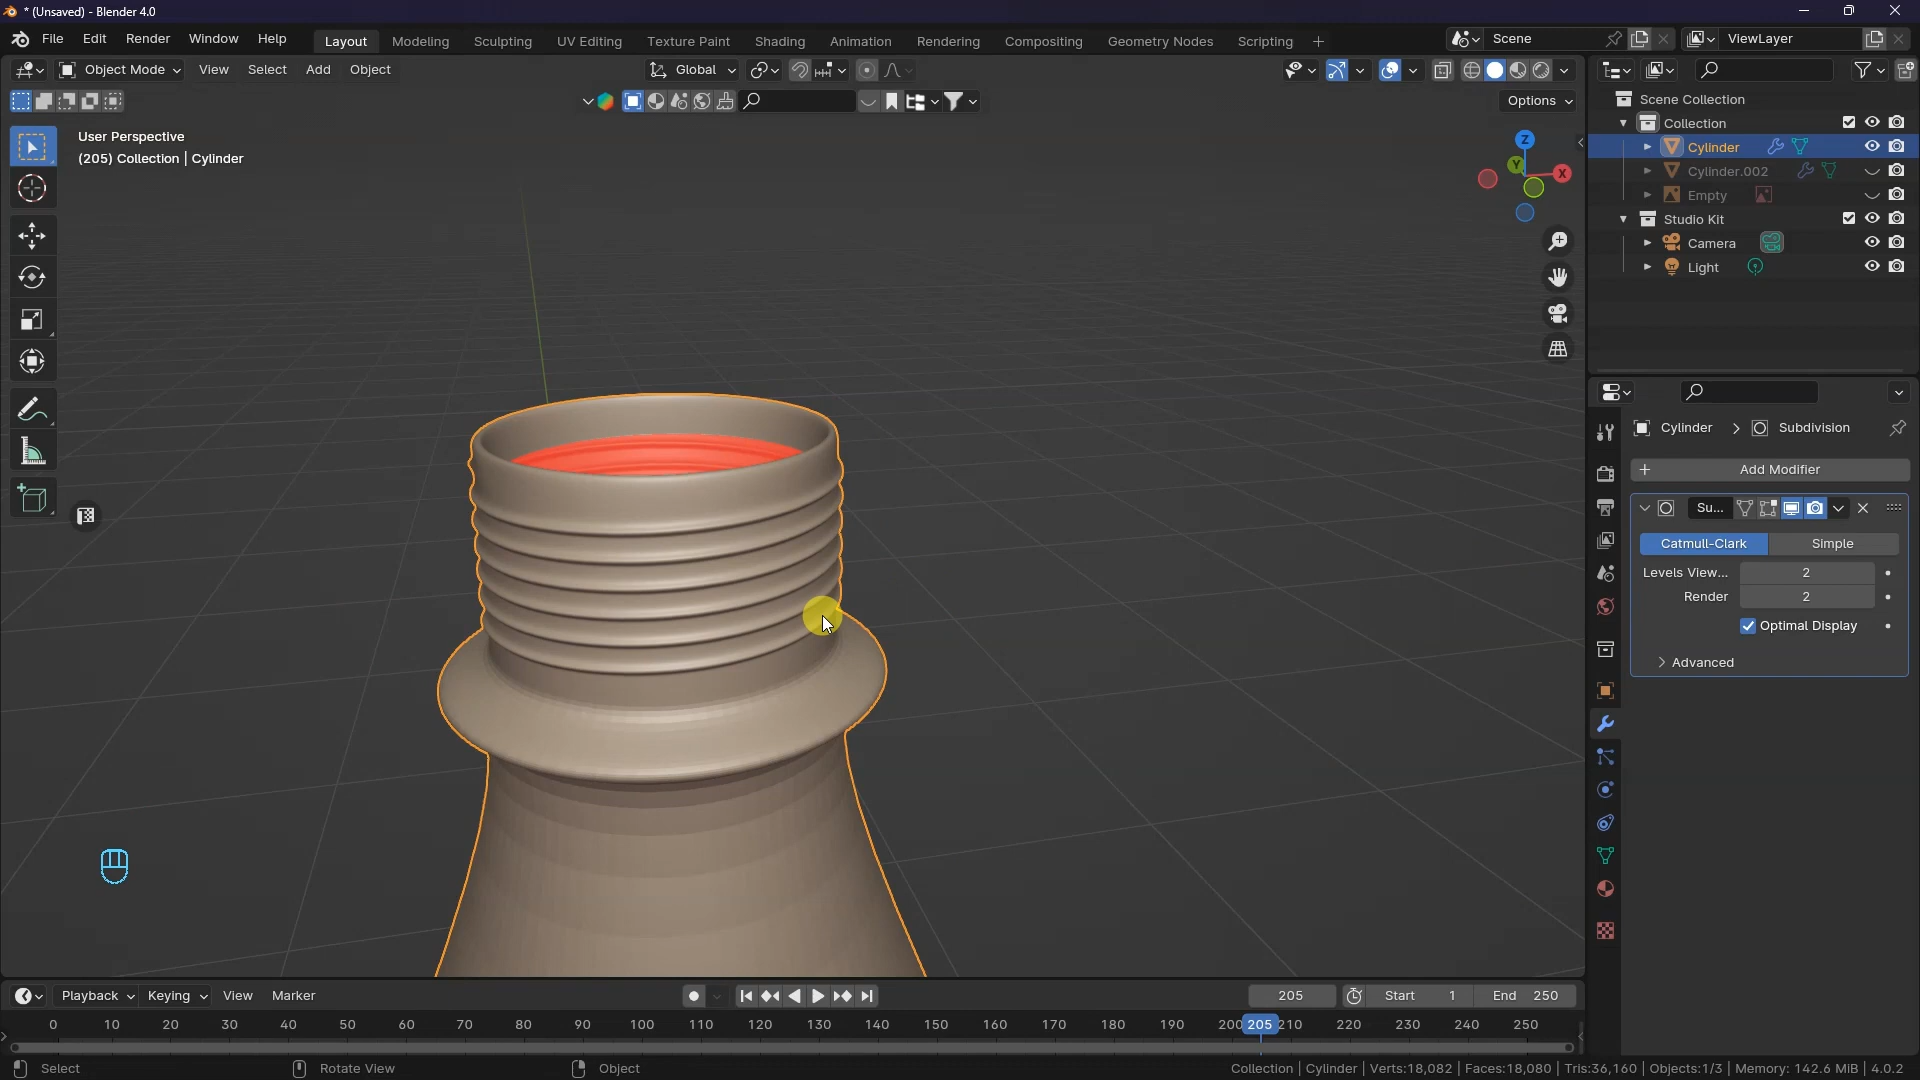 * (Unsaved) - Blender 4.0
File Edit Render Window Help
Layout Modeling Sculpting UV Editing Texture Paint Shading Animation Rendering Compositing Geometry Nodes Scripting +
Scene
ViewLayer
Object Mode View Select Add Object
Global
Options
User Perspective
(205) Collection | Cylinder
Z
Y
X
Scene Collection
Collection
Cylinder
Cylinder.002
Empty
Studio Kit
Camera
Light
Cylinder > Subdivision
+ Add Modifier
Su...
Catmull-Clark Simple
Levels View... 2
Render 2
Optimal Display
Advanced
Playback Keying View Marker
205 Start 1 End 250
0 10 20 30 40 50 60 70 80 90 100 110 120 130 140 150 160 170 180 190 200 205 210 220 230 240 250
Select Rotate View Object
Collection | Cylinder | Verts:18,082 | Faces:18,080 | Tris:36,160 | Objects:1/3 | Memory: 142.6 MiB | 4.0.2